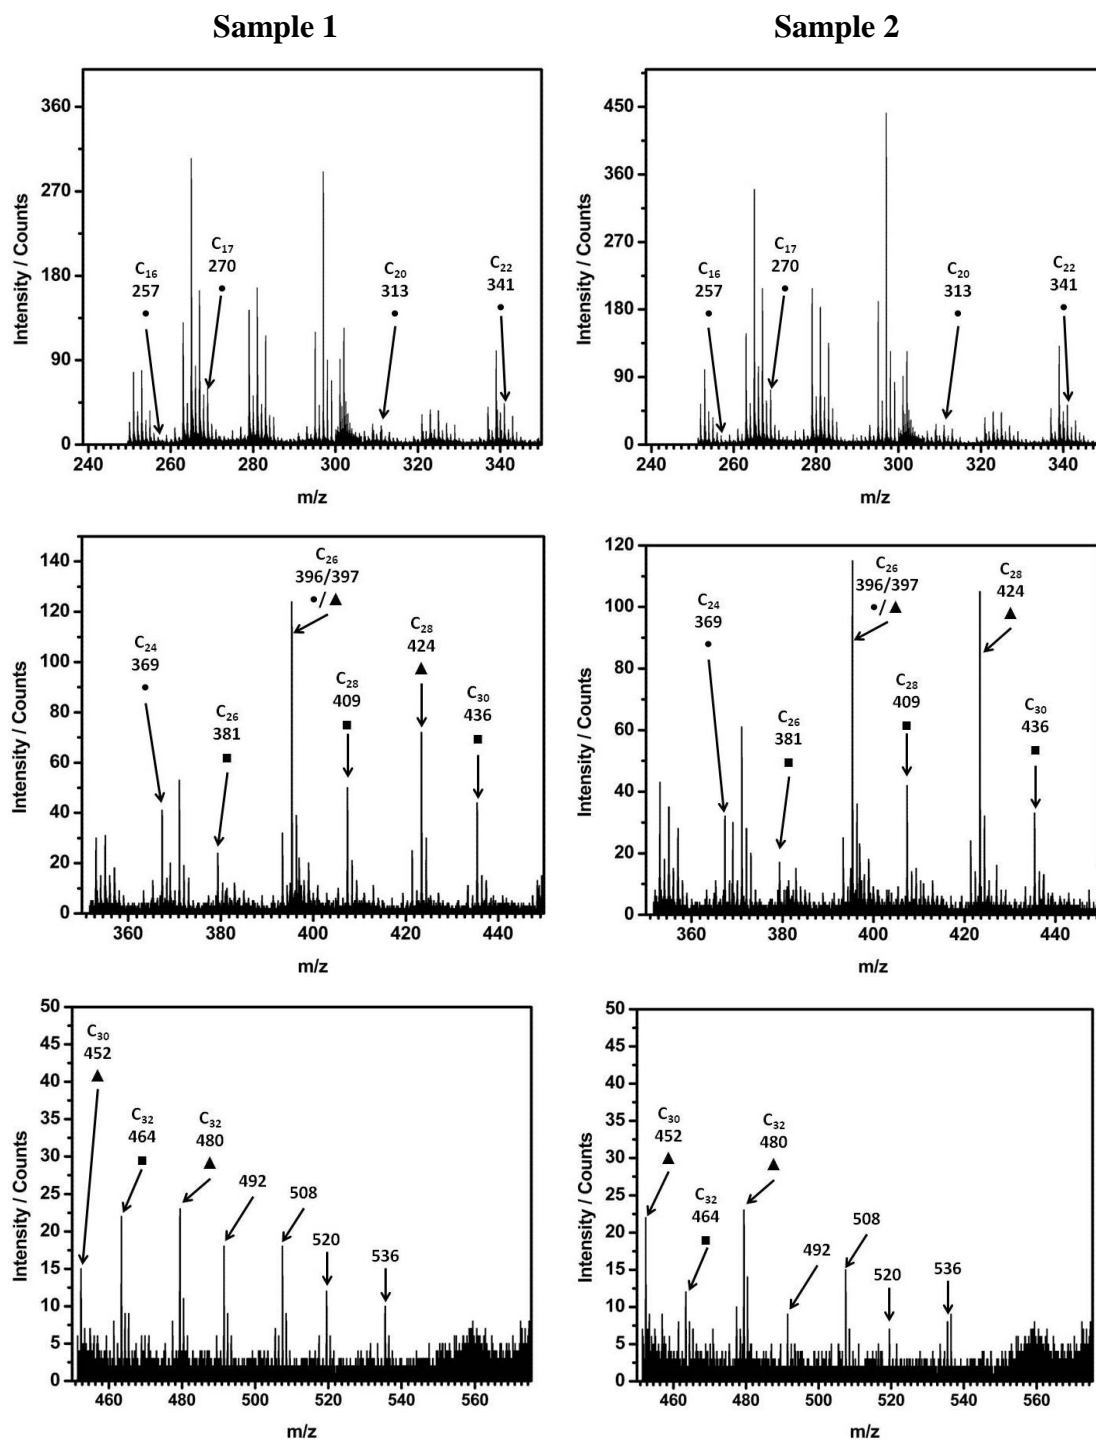 Sample 1
Sample 2
360
270
180
90
0
Intensity / Counts
C16
257
C17
270
C20
313
C22
341
240
260
280
300
320
340
m/z
450
360
270
180
90
0
Intensity / Counts
C16
257
C17
270
C20
313
C22
341
240
260
280
300
320
340
m/z
140
120
100
80
60
40
20
0
Intensity / Counts
C24
369
C26
381
C26
396/397
/
C28
409
C28
424
C30
436
360
380
400
420
440
m/z
120
100
80
60
40
20
0
Intensity / Counts
C24
369
C26
381
C26
396/397
/
C28
409
C28
424
C30
436
360
380
400
420
440
m/z
50
45
40
35
30
25
20
15
10
5
0
Intensity / Counts
C30
452
C32
464
C32
480
492
508
520
536
460
480
500
520
540
560
m/z
50
45
40
35
30
25
20
15
10
5
0
Intensity / Counts
C30
452
C32
464
C32
480
492
508
520
536
460
480
500
520
540
560
m/z